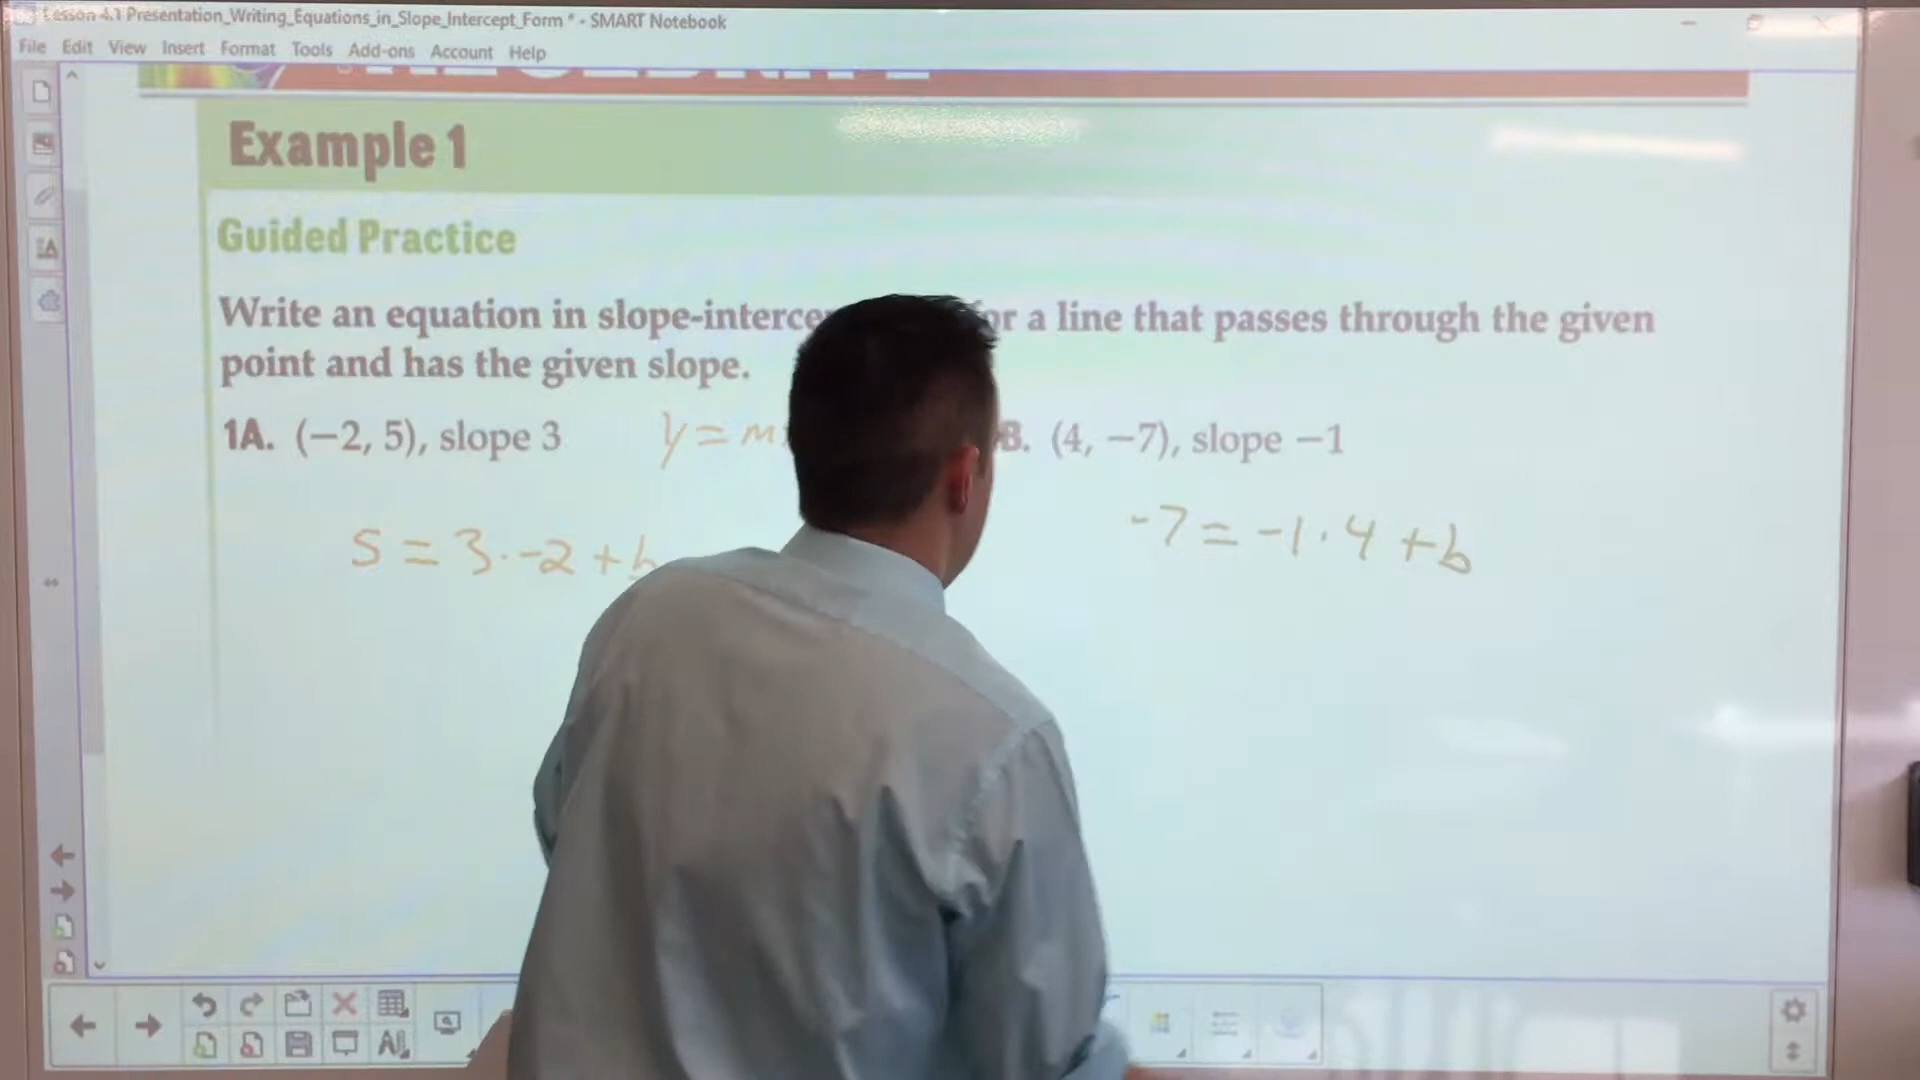 Lesson 4.1 Presentation_Writing_Equations_in_Slope_Intercept_Form * - SMART Notebook
File Edit View Insert Format Tools Add-ons Account Help
Example 1
Guided Practice
Write an equation in slope-interce or a line that passes through the given
point and has the given slope.
1A. (−2, 5), slope 3 y = m B. (4, −7), slope −1
5 = 3 · -2 + b -7 = -1 · 4 + b